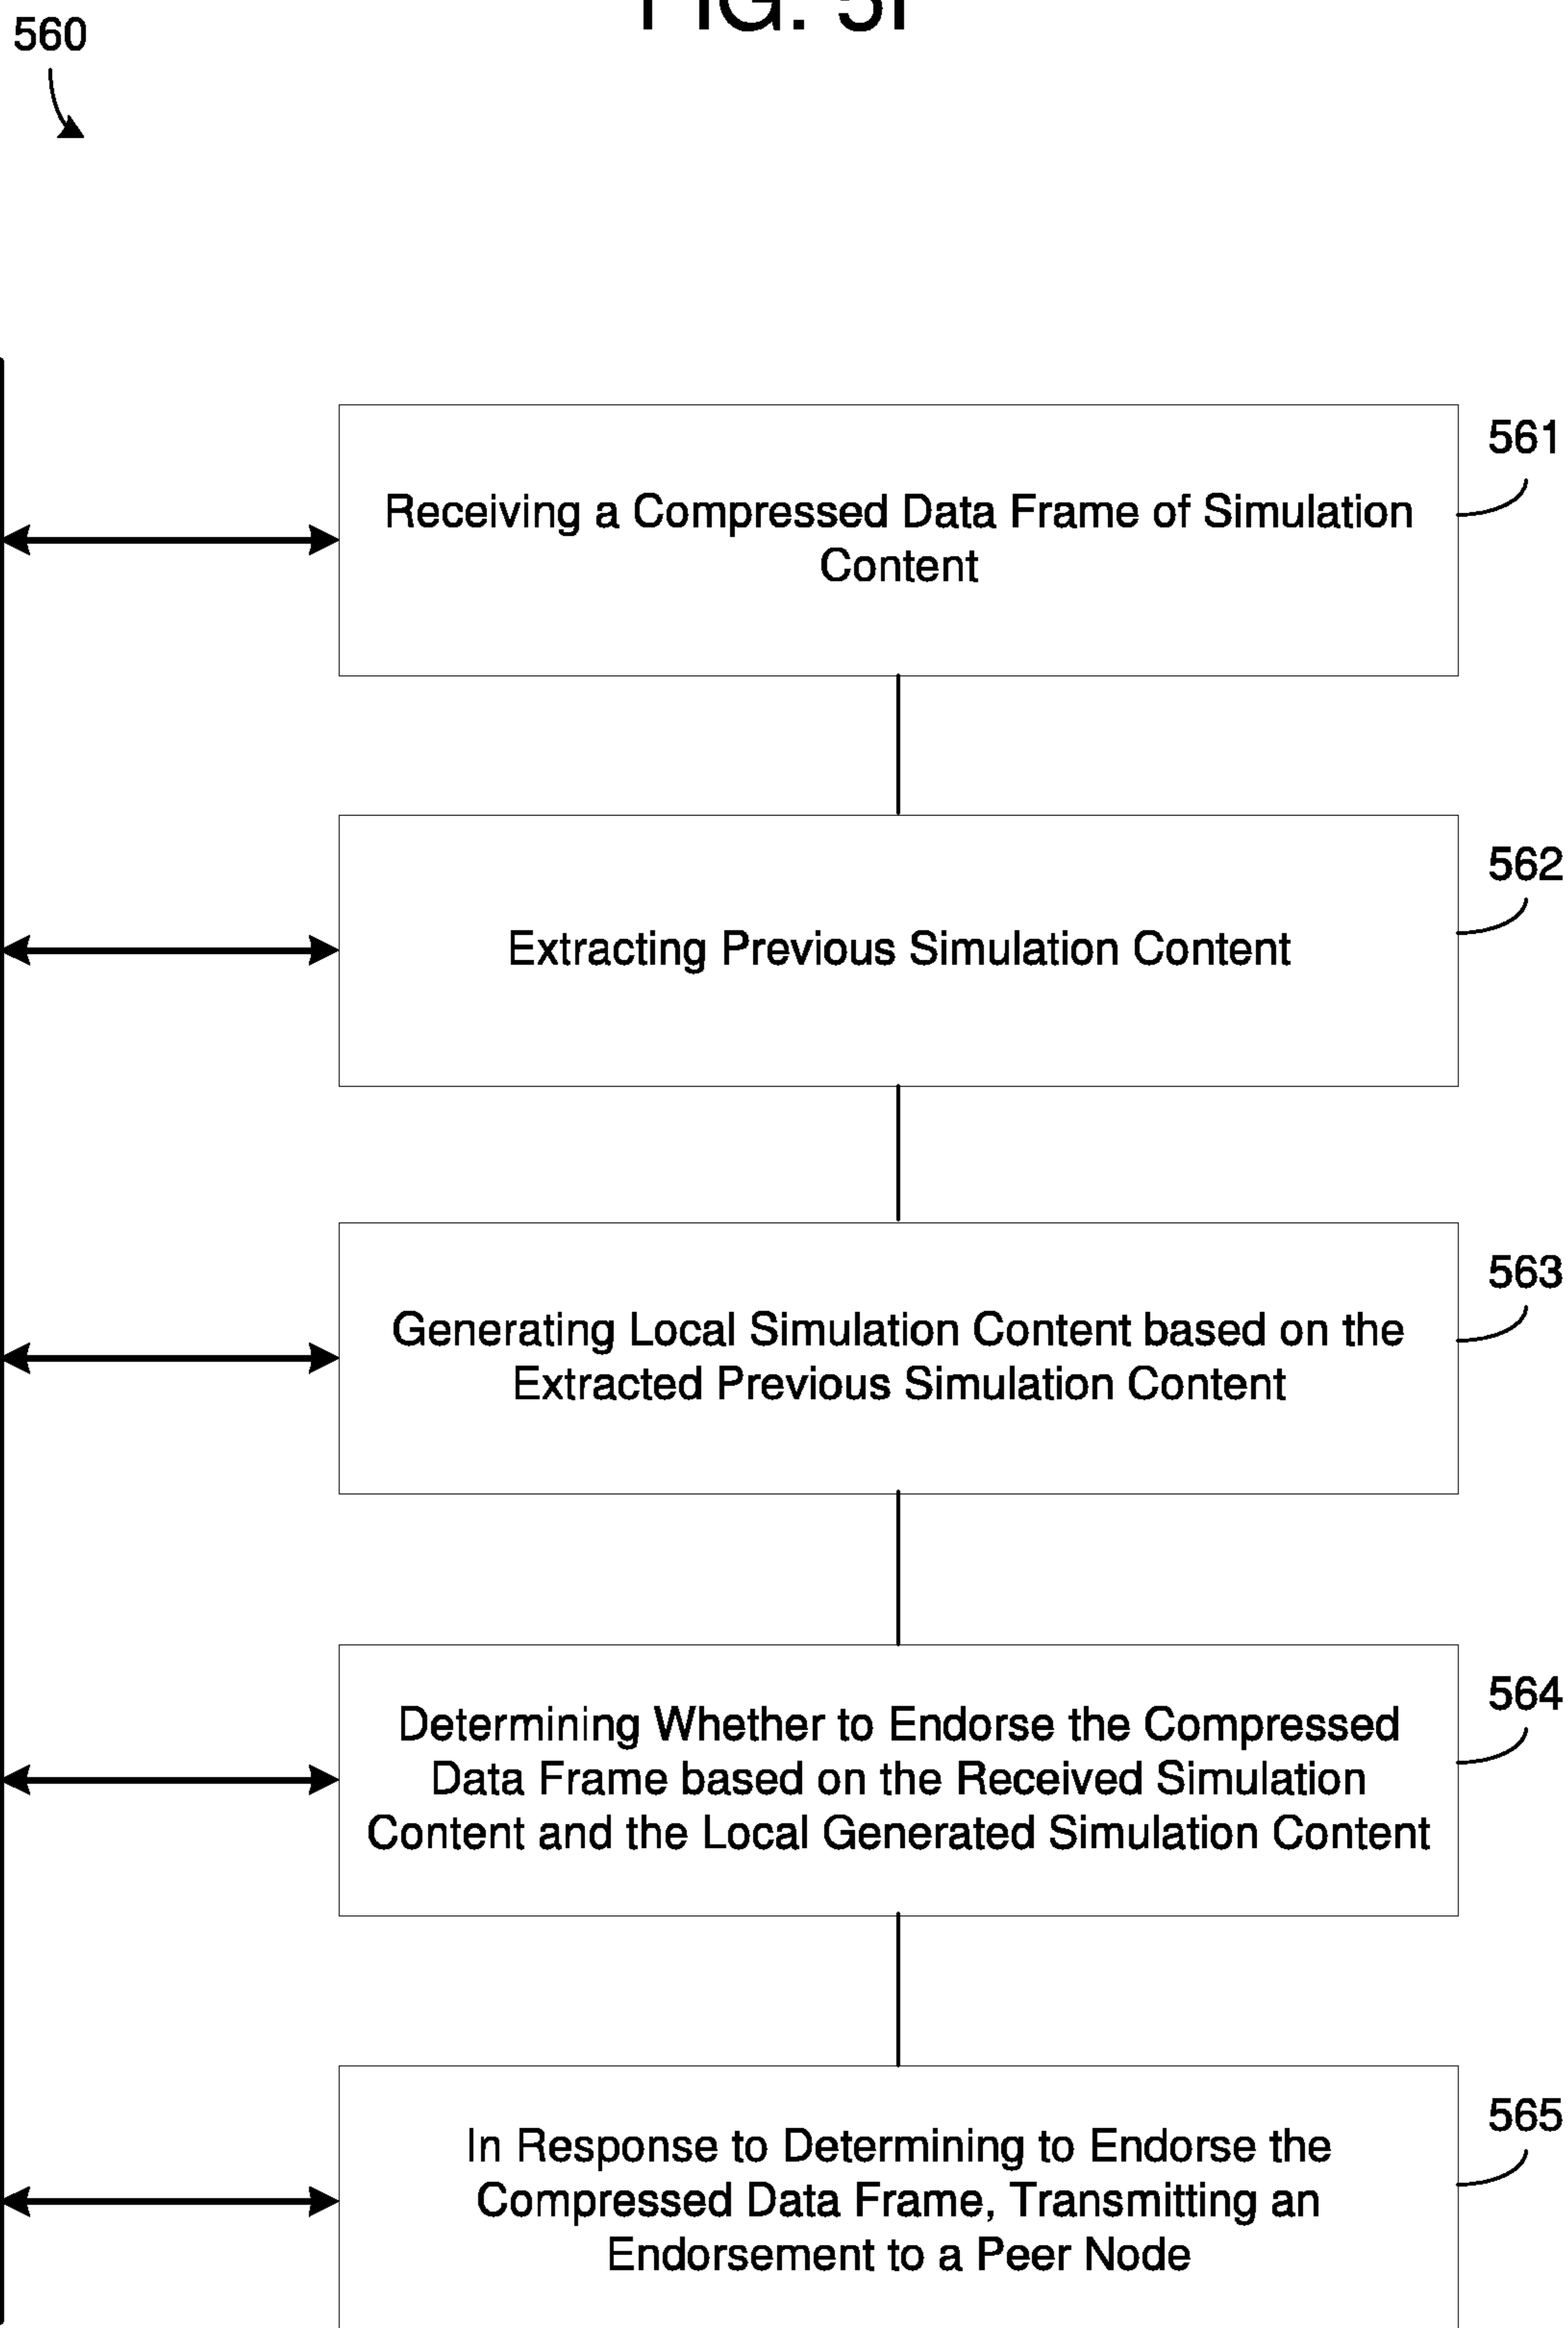 FIG.
560
561
Receiving a Compressed Data Frame of Simulation
Content
562
Extracting Previous Simulation Content
563
Generating Local Simulation Content based on the
Extracted Previous Simulation Content
564
Determining Whether to Endorse the Compressed
Data Frame based on the Received Simulation
Content and the Local Generated Simulation Content
565
In Response to Determining to Endorse the
Compressed Data Frame, Transmitting an
Endorsement to a Peer Node